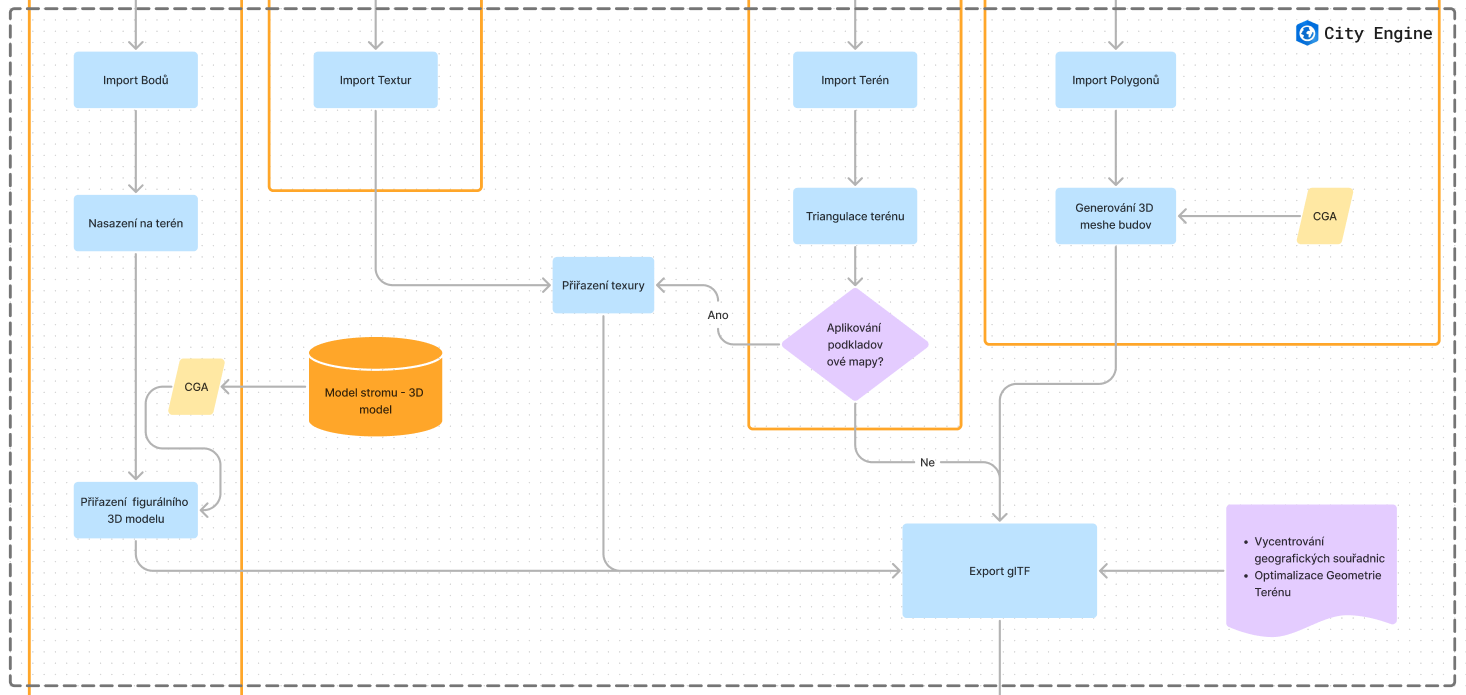 City Engine
Import Bodů
Import Textur
Import Terén
Import Polygonů
Nasazení na terén
Triangulace terénu
Generování 3D
meshe budov
CGA
Přiřazení texury
Ano
Aplikování
podkladov
ové mapy?
CGA
Model stromu - 3D
model
Ne
Přiřazení figurálního
3D modelu
Export glTF
• Vycentrování
geografických souřadnic
• Optimalizace Geometrie
Terénu